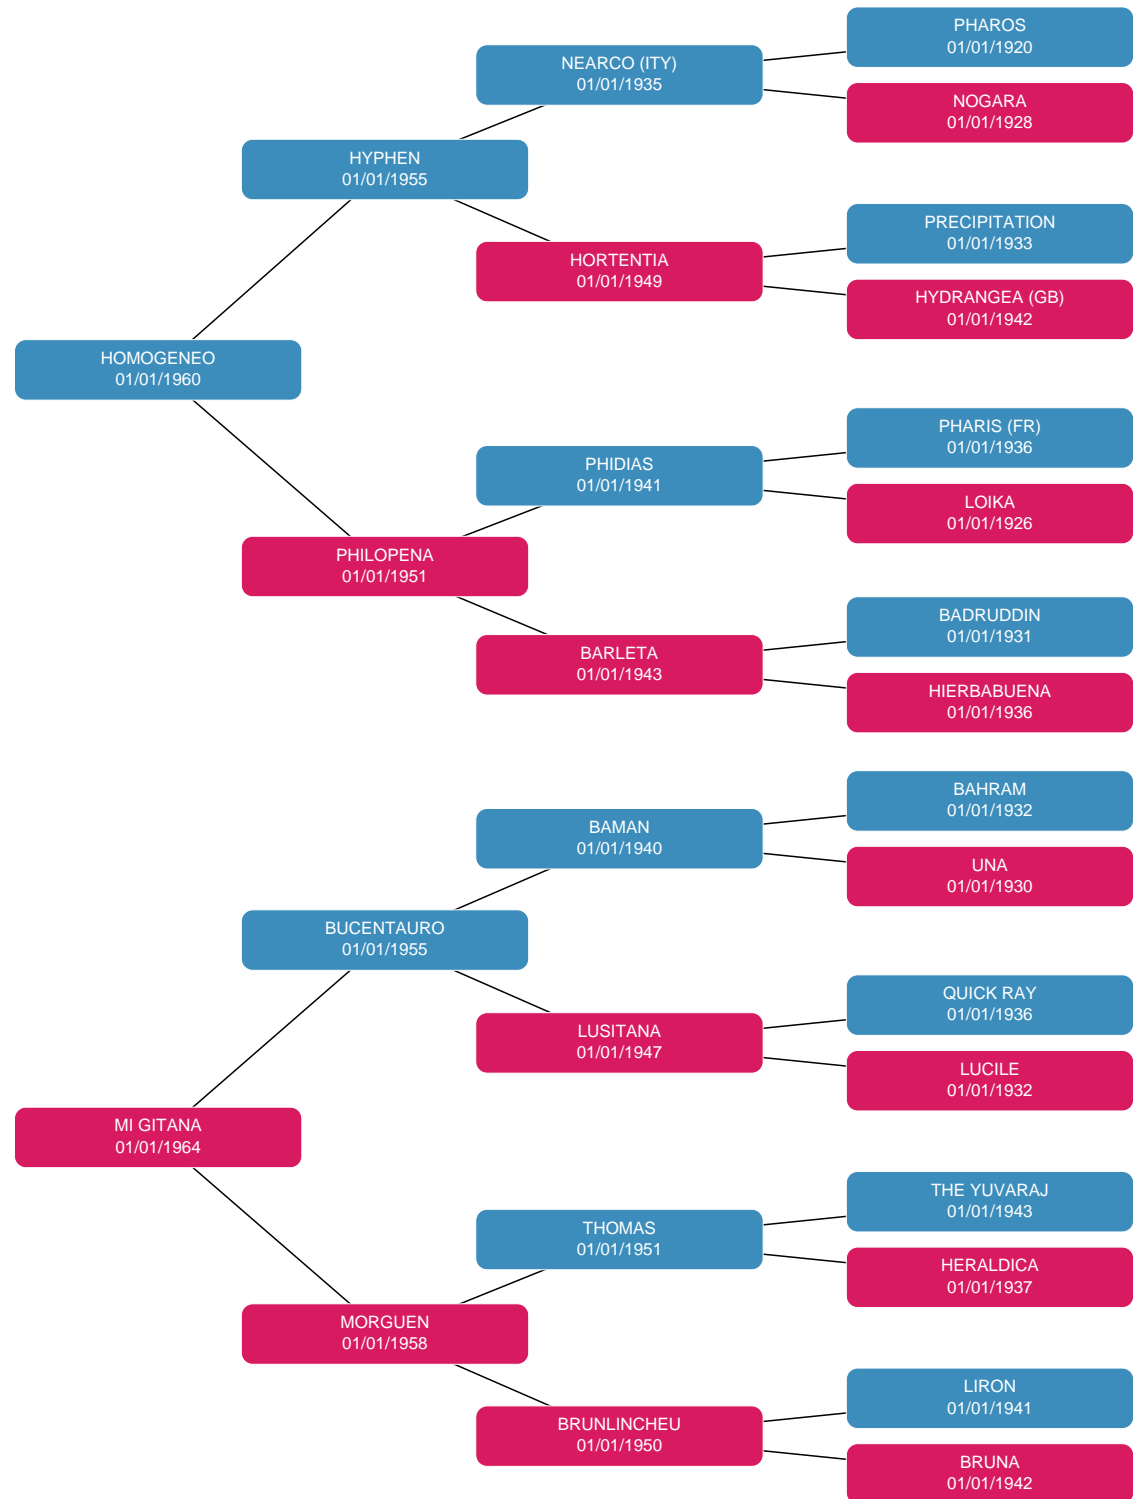 PHAROS
01/01/1920
NEARCO (ITY)
01/01/1935
NOGARA
01/01/1928
HYPHEN
01/01/1955
PRECIPITATION
01/01/1933
HORTENTIA
01/01/1949
HYDRANGEA (GB)
01/01/1942
HOMOGENEO
01/01/1960
PHARIS (FR)
01/01/1936
PHIDIAS
01/01/1941
LOIKA
01/01/1926
PHILOPENA
01/01/1951
BADRUDDIN
01/01/1931
BARLETA
01/01/1943
HIERBABUENA
01/01/1936
BAHRAM
01/01/1932
BAMAN
01/01/1940
UNA
01/01/1930
BUCENTAURO
01/01/1955
QUICK RAY
01/01/1936
LUSITANA
01/01/1947
LUCILE
01/01/1932
MI GITANA
01/01/1964
THE YUVARAJ
01/01/1943
THOMAS
01/01/1951
HERALDICA
01/01/1937
MORGUEN
01/01/1958
LIRON
01/01/1941
BRUNLINCHEU
01/01/1950
BRUNA
01/01/1942